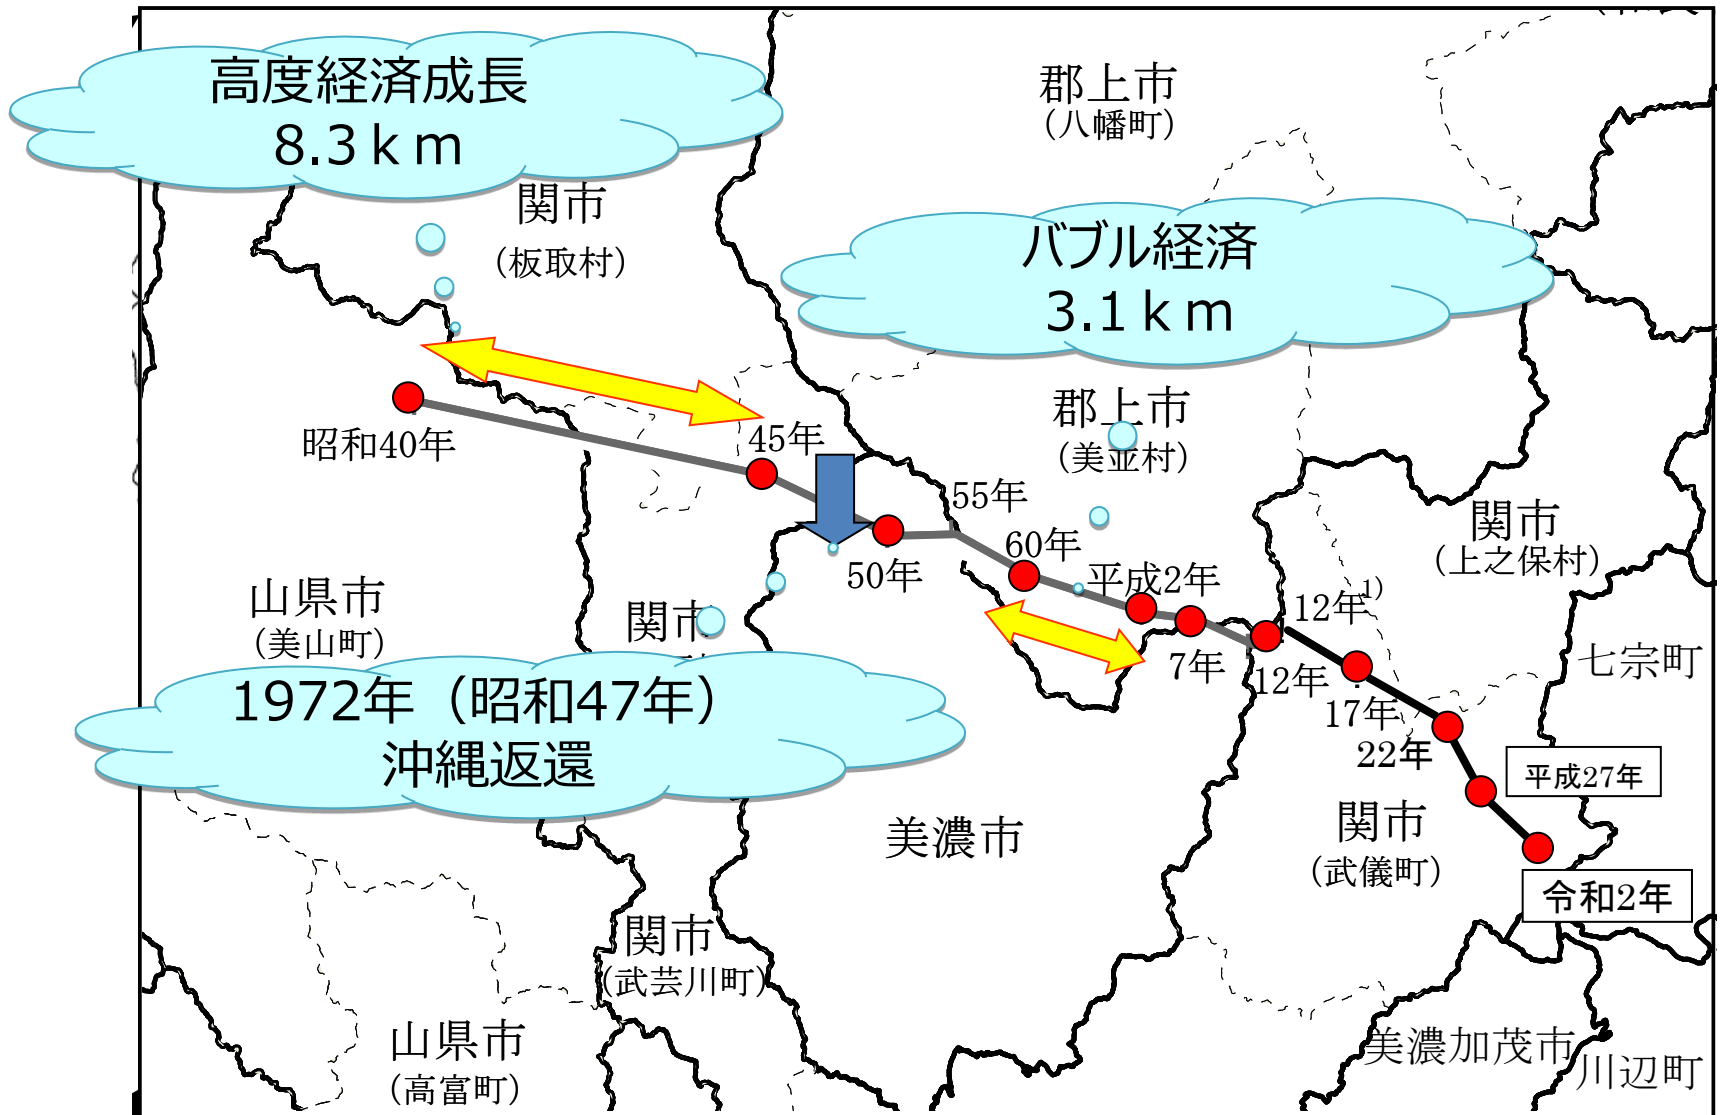 高度経済成長
8.3ｋｍ
郡上市
（八幡町）
関市
（板取村）
バブル経済
3.1ｋｍ
郡上市
（美並村）
昭和40年
45年
50年
55年
60年
平成2年
7年
12年
12年1)
17年
22年
平成27年
令和2年
関市
（上之保村）
七宗町
山県市
（美山町）
関市
1972年（昭和47年）
沖縄返還
美濃市
関市
（武儀町）
関市
（武芸川町）
山県市
（高富町）
美濃加茂市
川辺町